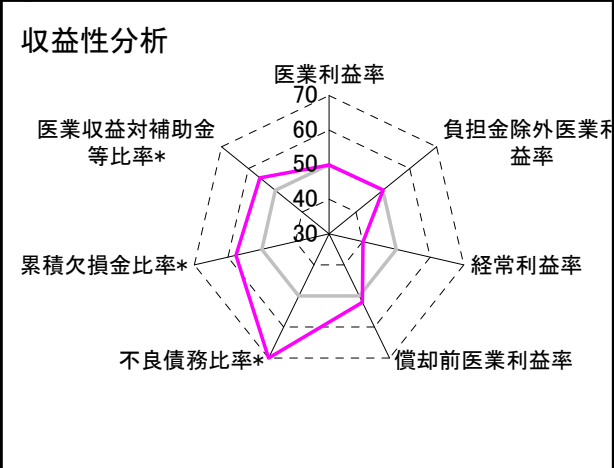 収益性分析
医業利益率
70
60
50
40
30
負担金除外医業利
益率
経常利益率
償却前医業利益率
不良債務比率*
累積欠損金比率*
医業収益対補助金
等比率*